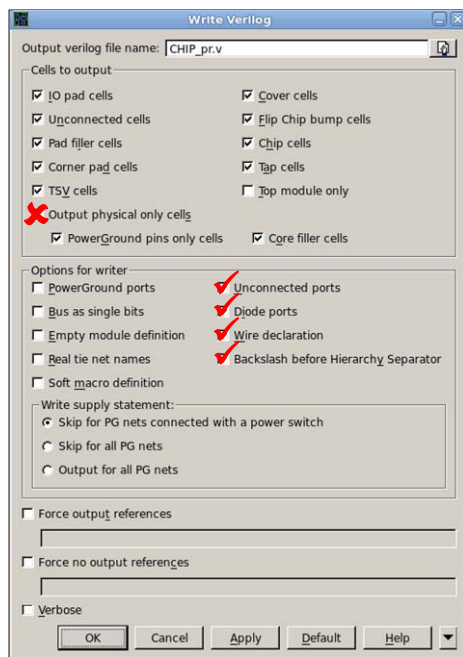 Write Verilog
Output verilog file name: CHIP_pr.v
Cells to output
IO pad cells
Cover cells
Unconnected cells
Flip Chip bump cells
Pad filler cells
Chip cells
Corner pad cells
Tap cells
TSV cells
Top module only
Output physical only cells
PowerGround pins only cells
Core filler cells
Options for writer
PowerGround ports
Unconnected ports
Bus as single bits
Diode ports
Empty module definition
Wire declaration
Real tie net names
Backslash before Hierarchy Separator
Soft macro definition
Write supply statement:
Skip for PG nets connected with a power switch
Skip for all PG nets
Output for all PG nets
Force output references
Force no output references
Verbose
OK Cancel Apply Default Help